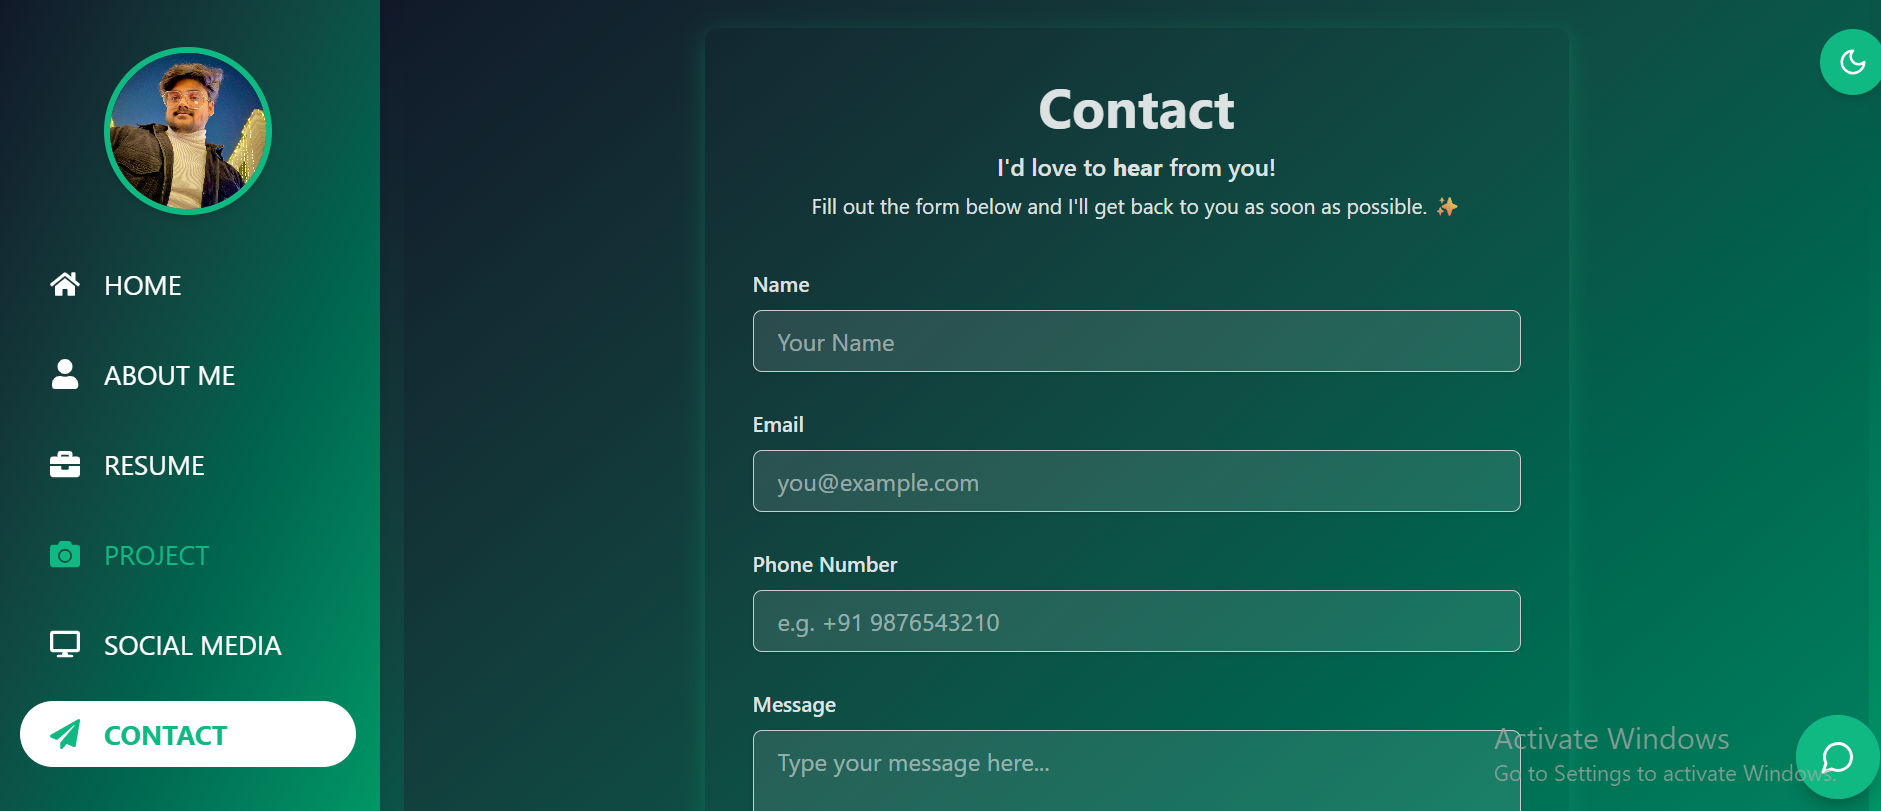 HOME
ABOUT ME
RESUME
PROJECT
SOCIAL MEDIA
CONTACT
Contact
I'd love to hear from you!
Fill out the form below and I'll get back to you as soon as possible. ✨
Name
Your Name
Email
you@example.com
Phone Number
e.g. +91 9876543210
Message
Type your message here...
Activate Windows
Go to Settings to activate Windows.